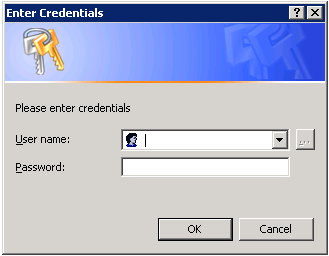 Enter Credentials
Please enter credentials
User name:
...
Password:
OK
Cancel